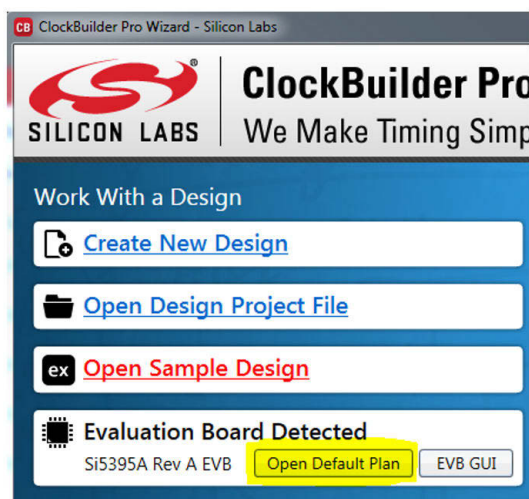 CB ClockBuilder Pro Wizard - Silicon Labs
SILICON LABS
ClockBuilder Pro
We Make Timing Simp
Work With a Design
Create New Design
Open Design Project File
ex Open Sample Design
Evaluation Board Detected
Si5395A Rev A EVB Open Default Plan EVB GUI